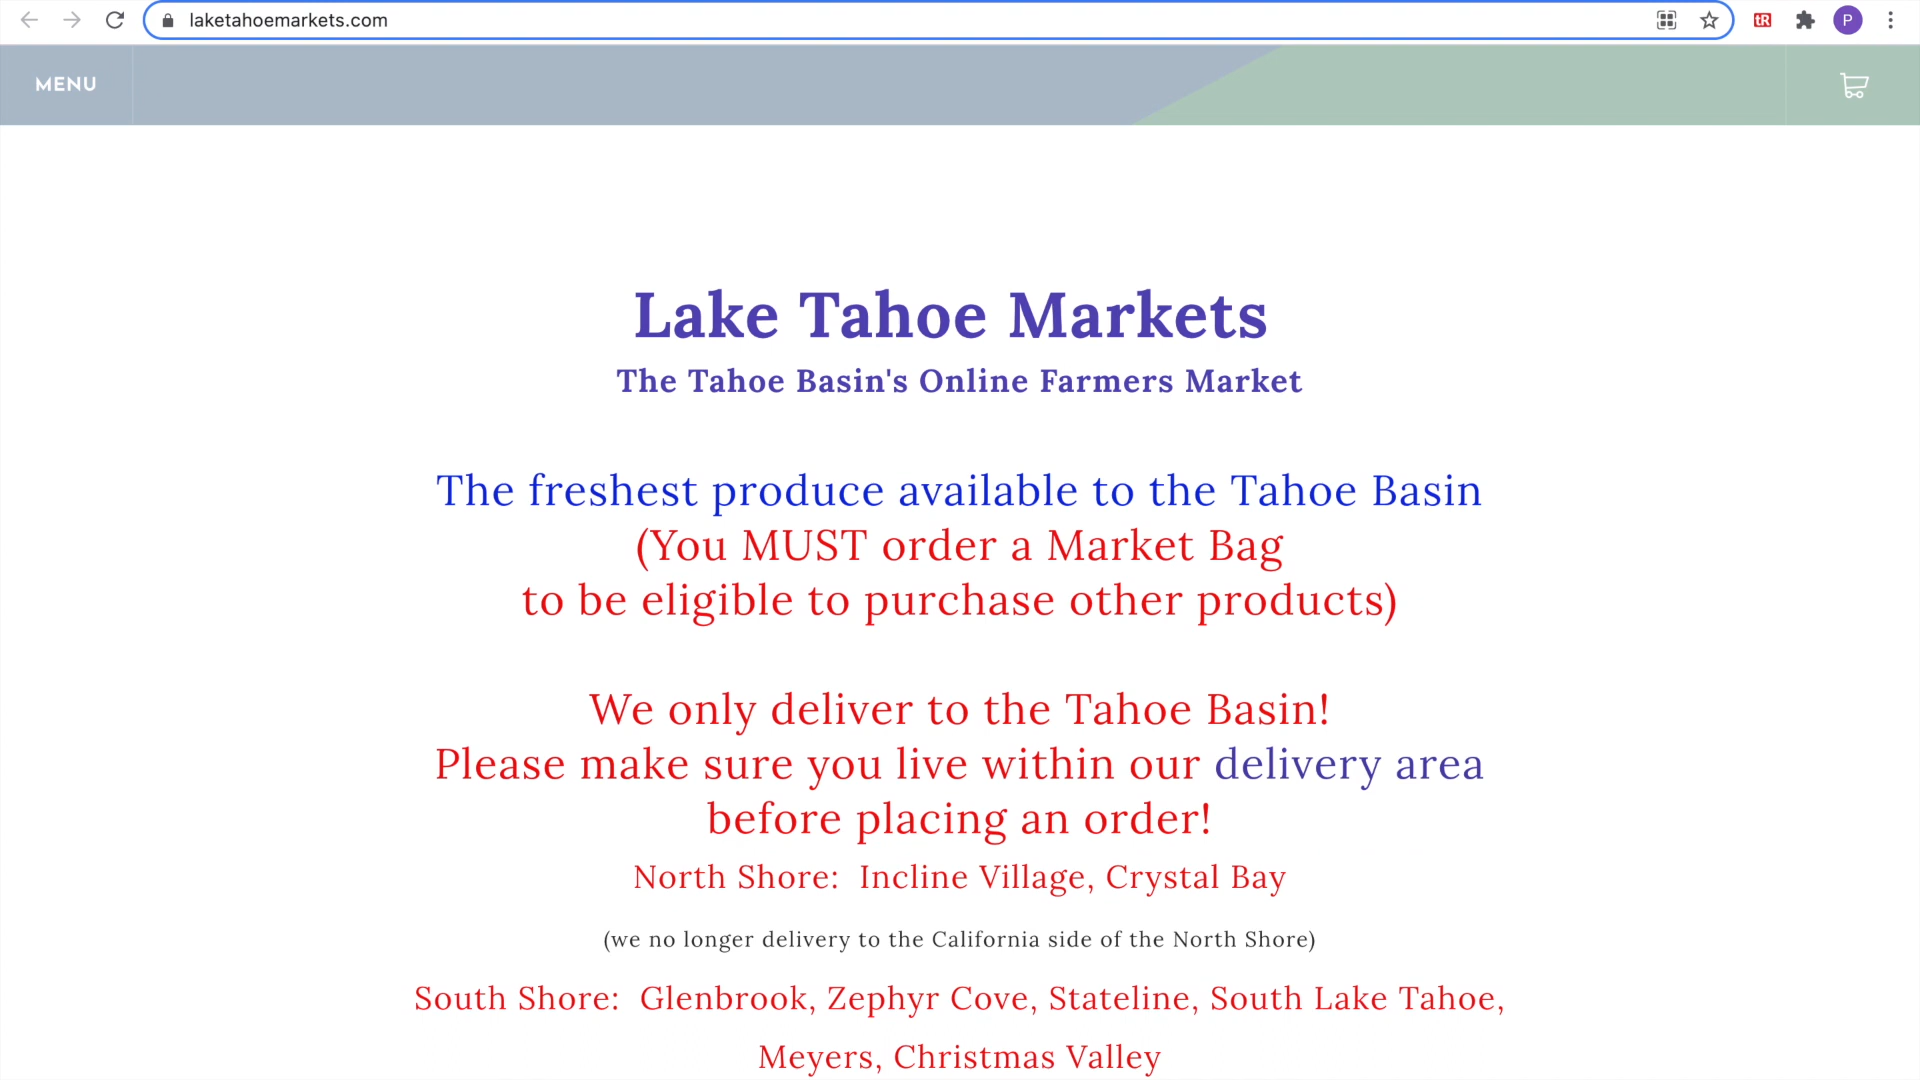 laketahoemarkets.com
tR
P
MENU
Lake Tahoe Markets
The Tahoe Basin's Online Farmers Market
The freshest produce available to the Tahoe Basin
(You MUST order a Market Bag
to be eligible to purchase other products)
We only deliver to the Tahoe Basin!
Please make sure you live within our delivery area
before placing an order!
North Shore: Incline Village, Crystal Bay
(we no longer delivery to the California side of the North Shore)
South Shore: Glenbrook, Zephyr Cove, Stateline, South Lake Tahoe,
Meyers, Christmas Valley